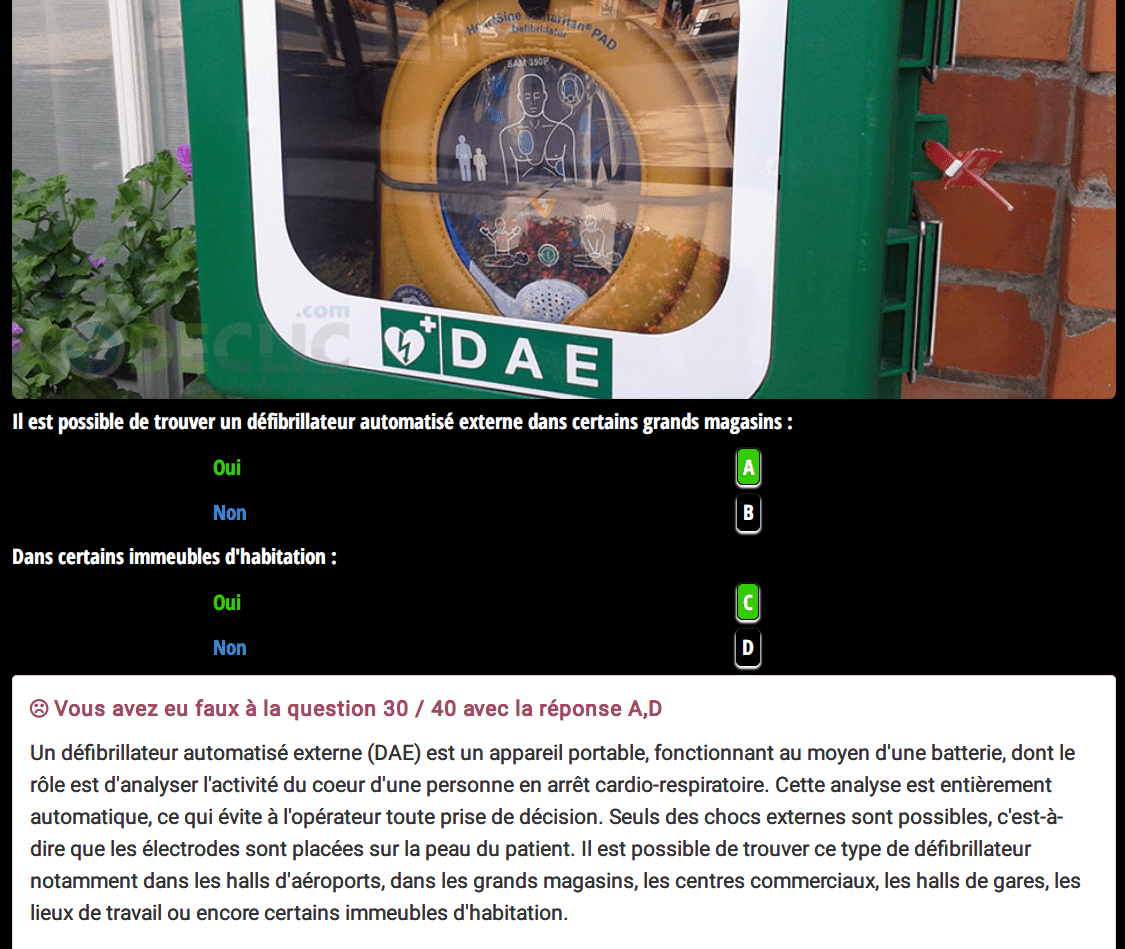 HeartSine samaritan® PAD
Defibrillator
SAM 350P
.com
DECLIC
DAE
Il est possible de trouver un défibrillateur automatisé externe dans certains grands magasins :
Oui A
Non B
Dans certains immeubles d'habitation :
Oui C
Non D
Vous avez eu faux à la question 30 / 40 avec la réponse A,D
Un défibrillateur automatisé externe (DAE) est un appareil portable, fonctionnant au moyen d'une batterie, dont le
rôle est d'analyser l'activité du coeur d'une personne en arrêt cardio-respiratoire. Cette analyse est entièrement
automatique, ce qui évite à l'opérateur toute prise de décision. Seuls des chocs externes sont possibles, c'est-à-
dire que les électrodes sont placées sur la peau du patient. Il est possible de trouver ce type de défibrillateur
notamment dans les halls d'aéroports, dans les grands magasins, les centres commerciaux, les halls de gares, les
lieux de travail ou encore certains immeubles d'habitation.